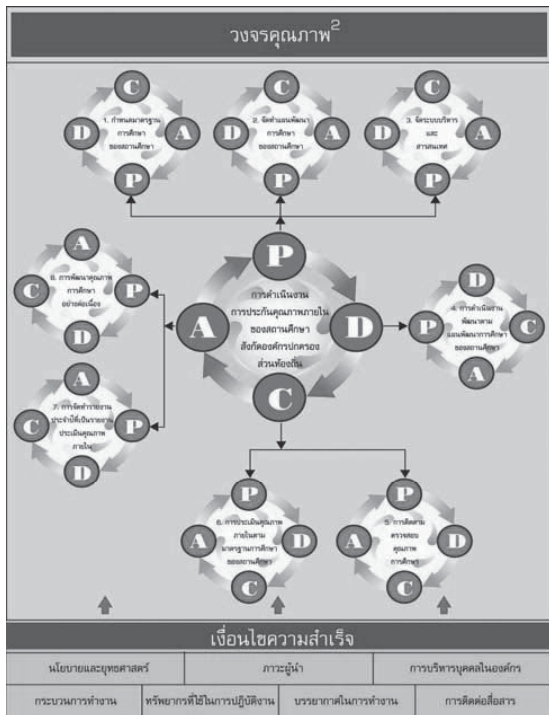 วงจรคุณภาพ²
C
C
C
D
1. กำหนดมาตรฐาน
การศึกษา
ของสถานศึกษา
A
D
2. จัดทำแผนพัฒนา
การศึกษา
ของสถานศึกษา
A
D
3. จัดระบบบริหาร
และ
สารสนเทศ
A
P
P
P
A
C
8. การพัฒนาคุณภาพ
การศึกษา
อย่างต่อเนื่อง
P
D
P
A
การดำเนินงาน
การประกันคุณภาพภายใน
ของสถานศึกษา
สังกัดองค์กรปกครอง
ส่วนท้องถิ่น
D
C
D
P
4. การดำเนินงาน
พัฒนาตาม
แผนพัฒนาการศึกษา
ของสถานศึกษา
C
A
A
C
7. การจัดทำรายงาน
ประจำปีที่เป็นรายงาน
ประเมินคุณภาพ
ภายใน
P
D
P
A
6. การประเมินคุณภาพ
ภายในตาม
มาตรฐานการศึกษา
ของสถานศึกษา
D
C
P
A
5. การติดตาม
ตรวจสอบ
คุณภาพ
การศึกษา
D
C
เงื่อนไขความสำเร็จ
นโยบายและยุทธศาสตร์
ภาวะผู้นำ
การบริหารบุคคลในองค์กร
กระบวนการทำงาน
ทรัพยากรที่ใช้ในการปฏิบัติงาน
บรรยากาศในการทำงาน
การติดต่อสื่อสาร